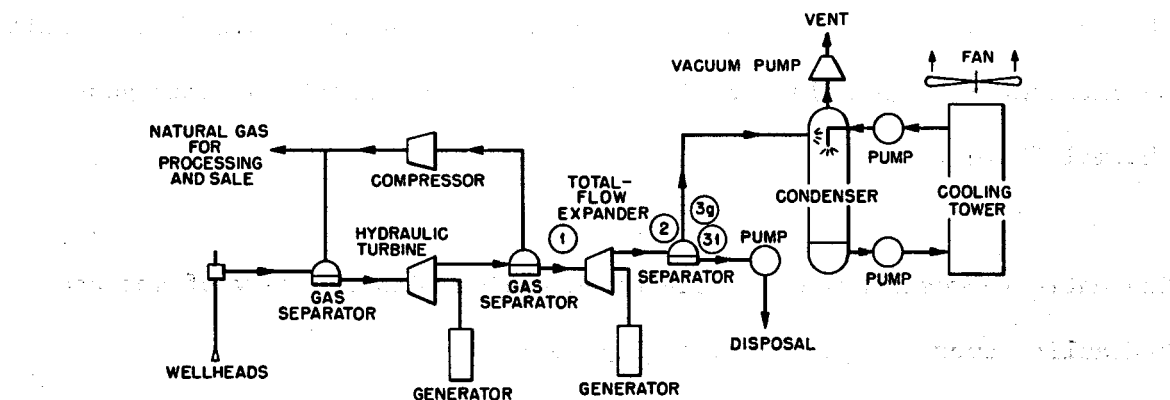 VENT
VACUUM PUMP
FAN
NATURAL GAS
FOR
PROCESSING
AND SALE
COMPRESSOR
TOTAL-
FLOW
EXPANDER
PUMP
CONDENSER
COOLING
TOWER
HYDRAULIC
TURBINE
1
2
3g
3l
PUMP
PUMP
GAS
SEPARATOR
GAS
SEPARATOR
SEPARATOR
WELLHEADS
GENERATOR
GENERATOR
DISPOSAL